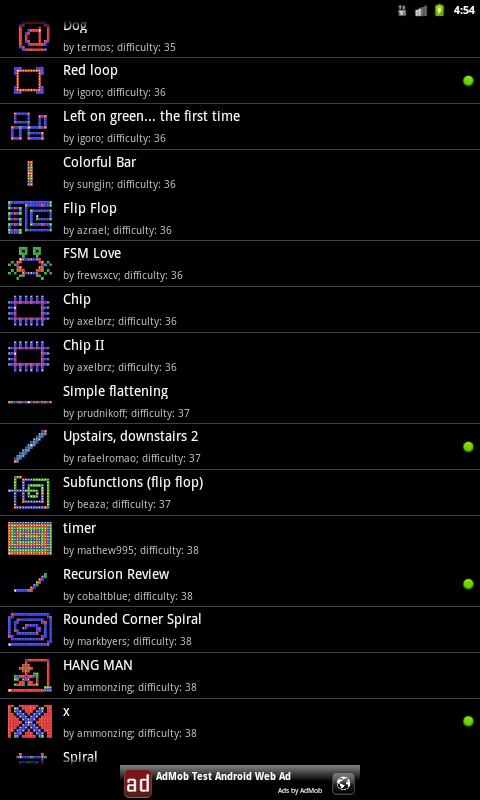 4:54
Dog
by termos; difficulty: 35
Red loop
by igoro; difficulty: 36
Left on green... the first time
by igoro; difficulty: 36
Colorful Bar
by sungjin; difficulty: 36
Flip Flop
by azrael; difficulty: 36
FSM Love
by frewsxcv; difficulty: 36
Chip
by axelbrz; difficulty: 36
Chip II
by axelbrz; difficulty: 36
Simple flattening
by prudnikoff; difficulty: 37
Upstairs, downstairs 2
by rafaelromao; difficulty: 37
Subfunctions (flip flop)
by beaza; difficulty: 37
timer
by mathew995; difficulty: 38
Recursion Review
by cobaltblue; difficulty: 38
Rounded Corner Spiral
by markbyers; difficulty: 38
HANG MAN
by ammonzing; difficulty: 38
x
by ammonzing; difficulty: 38
Spiral
ad
AdMob Test Android Web Ad
Ads by AdMob